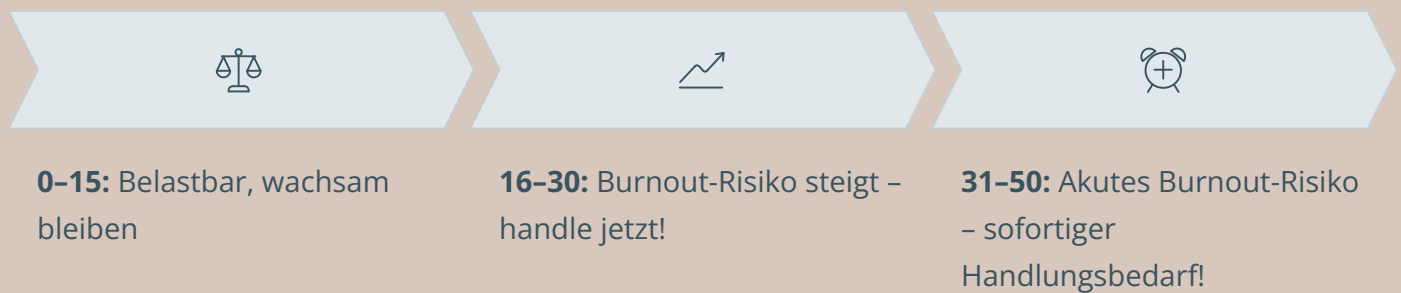 0–15: Belastbar, wachsam
bleiben
16–30: Burnout-Risiko steigt –
handle jetzt!
31–50: Akutes Burnout-Risiko
– sofortiger
Handlungsbedarf!